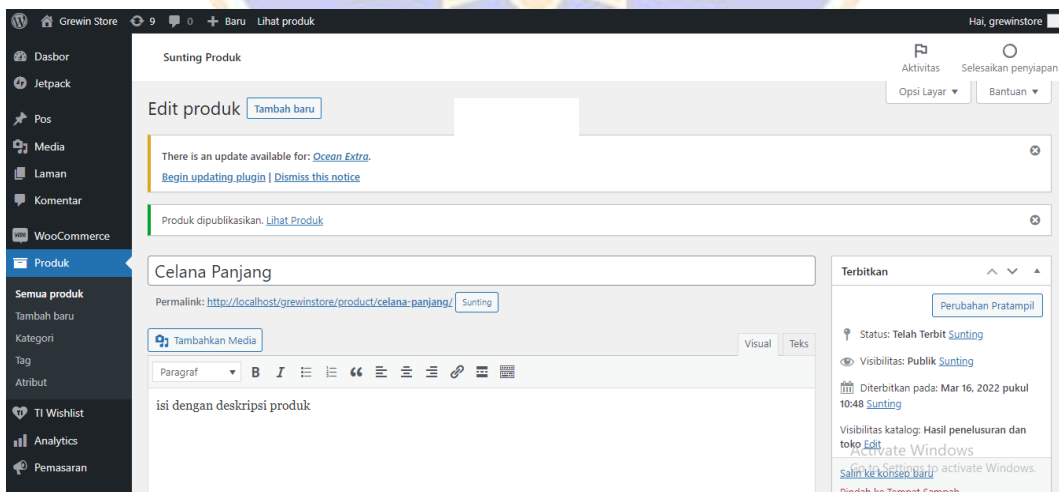 Grewin Store 9 0 + Baru Lihat produk Hai, grewinstore
Dasbor
Jetpack
Pos
Media
Laman
Komentar
WooCommerce
Produk
Semua produk
Tambah baru
Kategori
Tag
Atribut
TI Wishlist
Analytics
Pemasaran
Sunting Produk
Aktivitas Selesaikan penyiapan
Opsi Layar ▼ Bantuan ▼
Edit produk Tambah baru
There is an update available for: Ocean Extra.
Begin updating plugin | Dismiss this notice
Produk dipublikasikan. Lihat Produk
Celana Panjang
Permalink: http://localhost/grewinstore/product/celana-panjang/ Sunting
Tambahkan Media Visual Teks
Paragraf B I
isi dengan deskripsi produk
Terbitkan
Perubahan Pratampil
Status: Telah Terbit Sunting
Visibilitas: Publik Sunting
Diterbitkan pada: Mar 16, 2022 pukul
10:48 Sunting
Visibilitas katalog: Hasil penelusuran dan
toko Edit
Activate Windows
Go to Settings to activate Windows.
Salin ke konsep baru
Pindah ke Tempat Sampah